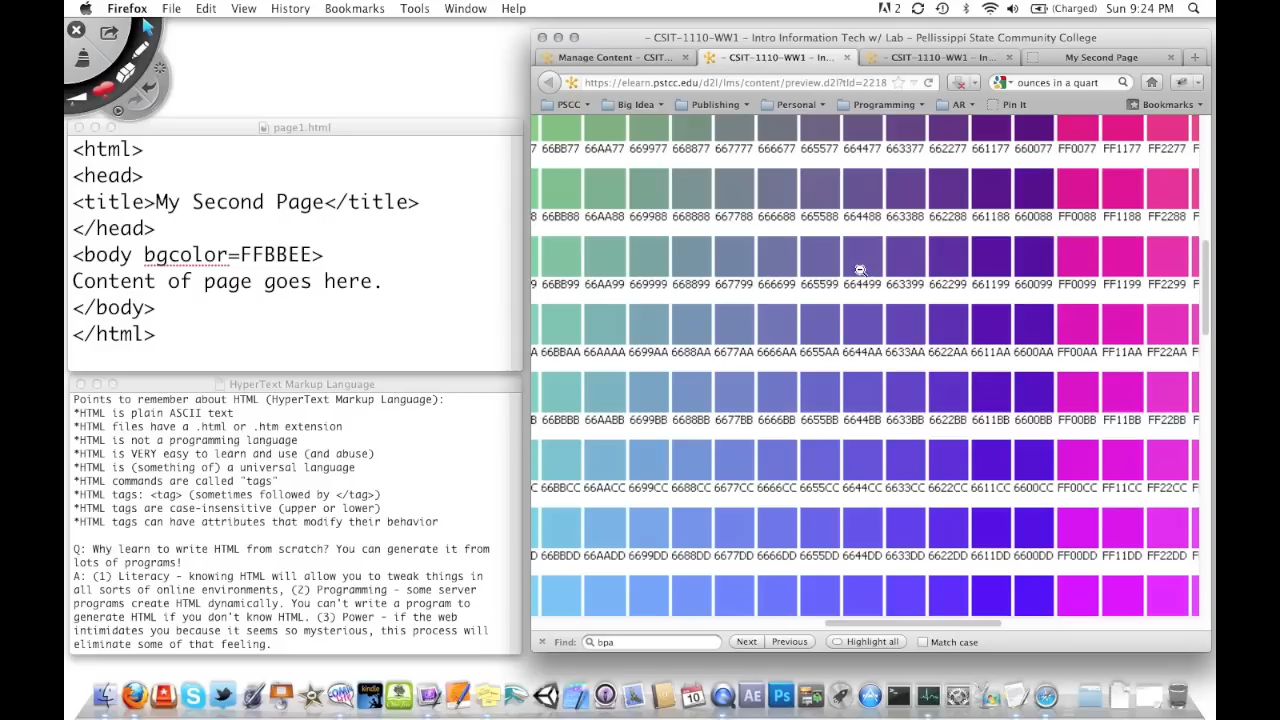 Firefox File Edit View History Bookmarks Tools Window Help
2 (Charged) Sun 9:24 PM
page1.html
<html>
<head>
<title>My Second Page</title>
</head>
<body bgcolor=FFBBEE>
Content of page goes here.
</body>
</html>
HyperText Markup Language
Points to remember about HTML (HyperText Markup Language):
*HTML is plain ASCII text
*HTML files have a .html or .htm extension
*HTML is not a programming language
*HTML is VERY easy to learn and use (and abuse)
*HTML is (something of) a universal language
*HTML commands are called "tags"
*HTML tags: <tag> (sometimes followed by </tag>)
*HTML tags are case-insensitive (upper or lower)
*HTML tags can have attributes that modify their behavior
Q: Why learn to write HTML from scratch? You can generate it from
lots of programs!
A: (1) Literacy - knowing HTML will allow you to tweak things in
all sorts of online environments, (2) Programming - some server
programs create HTML dynamically. You can't write a program to
generate HTML if you don't know HTML. (3) Power - if the web
intimidates you because it seems so mysterious, this process will
eliminate some of that feeling.
- CSIT-1110-WW1 - Intro Information Tech w/ Lab - Pellissippi State Community College
Manage Content - CSIT... - CSIT-1110-WW1 - In... - CSIT-1110-WW1 - In... My Second Page
https://elearn.pstcc.edu/d2l/lms/content/preview.d2l?tId=2218 ounces in a quart
PSCC Big Idea Publishing Personal Programming AR Pin It Bookmarks
7 66BB77 66AA77 669977 668877 667777 666677 665577 664477 663377 662277 661177 660077 FF0077 FF1177 FF2277 F
8 66BB88 66AA88 669988 668888 667788 666688 665588 664488 663388 662288 661188 660088 FF0088 FF1188 FF2288 F
9 66BB99 66AA99 669999 668899 667799 666699 665599 664499 663399 662299 661199 660099 FF0099 FF1199 FF2299 F
A 66BBAA 66AAAA 6699AA 6688AA 6677AA 6666AA 6655AA 6644AA 6633AA 6622AA 6611AA 6600AA FF00AA FF11AA FF22AA F
B 66BBBB 66AABB 6699BB 6688BB 6677BB 6666BB 6655BB 6644BB 6633BB 6622BB 6611BB 6600BB FF00BB FF11BB FF22BB F
C 66BBCC 66AACC 6699CC 6688CC 6677CC 6666CC 6655CC 6644CC 6633CC 6622CC 6611CC 6600CC FF00CC FF11CC FF22CC F
D 66BBDD 66AADD 6699DD 6688DD 6677DD 6666DD 6655DD 6644DD 6633DD 6622DD 6611DD 6600DD FF00DD FF11DD FF22DD F
Find: bpa Next Previous Highlight all Match case
kindle 10 AE Ps